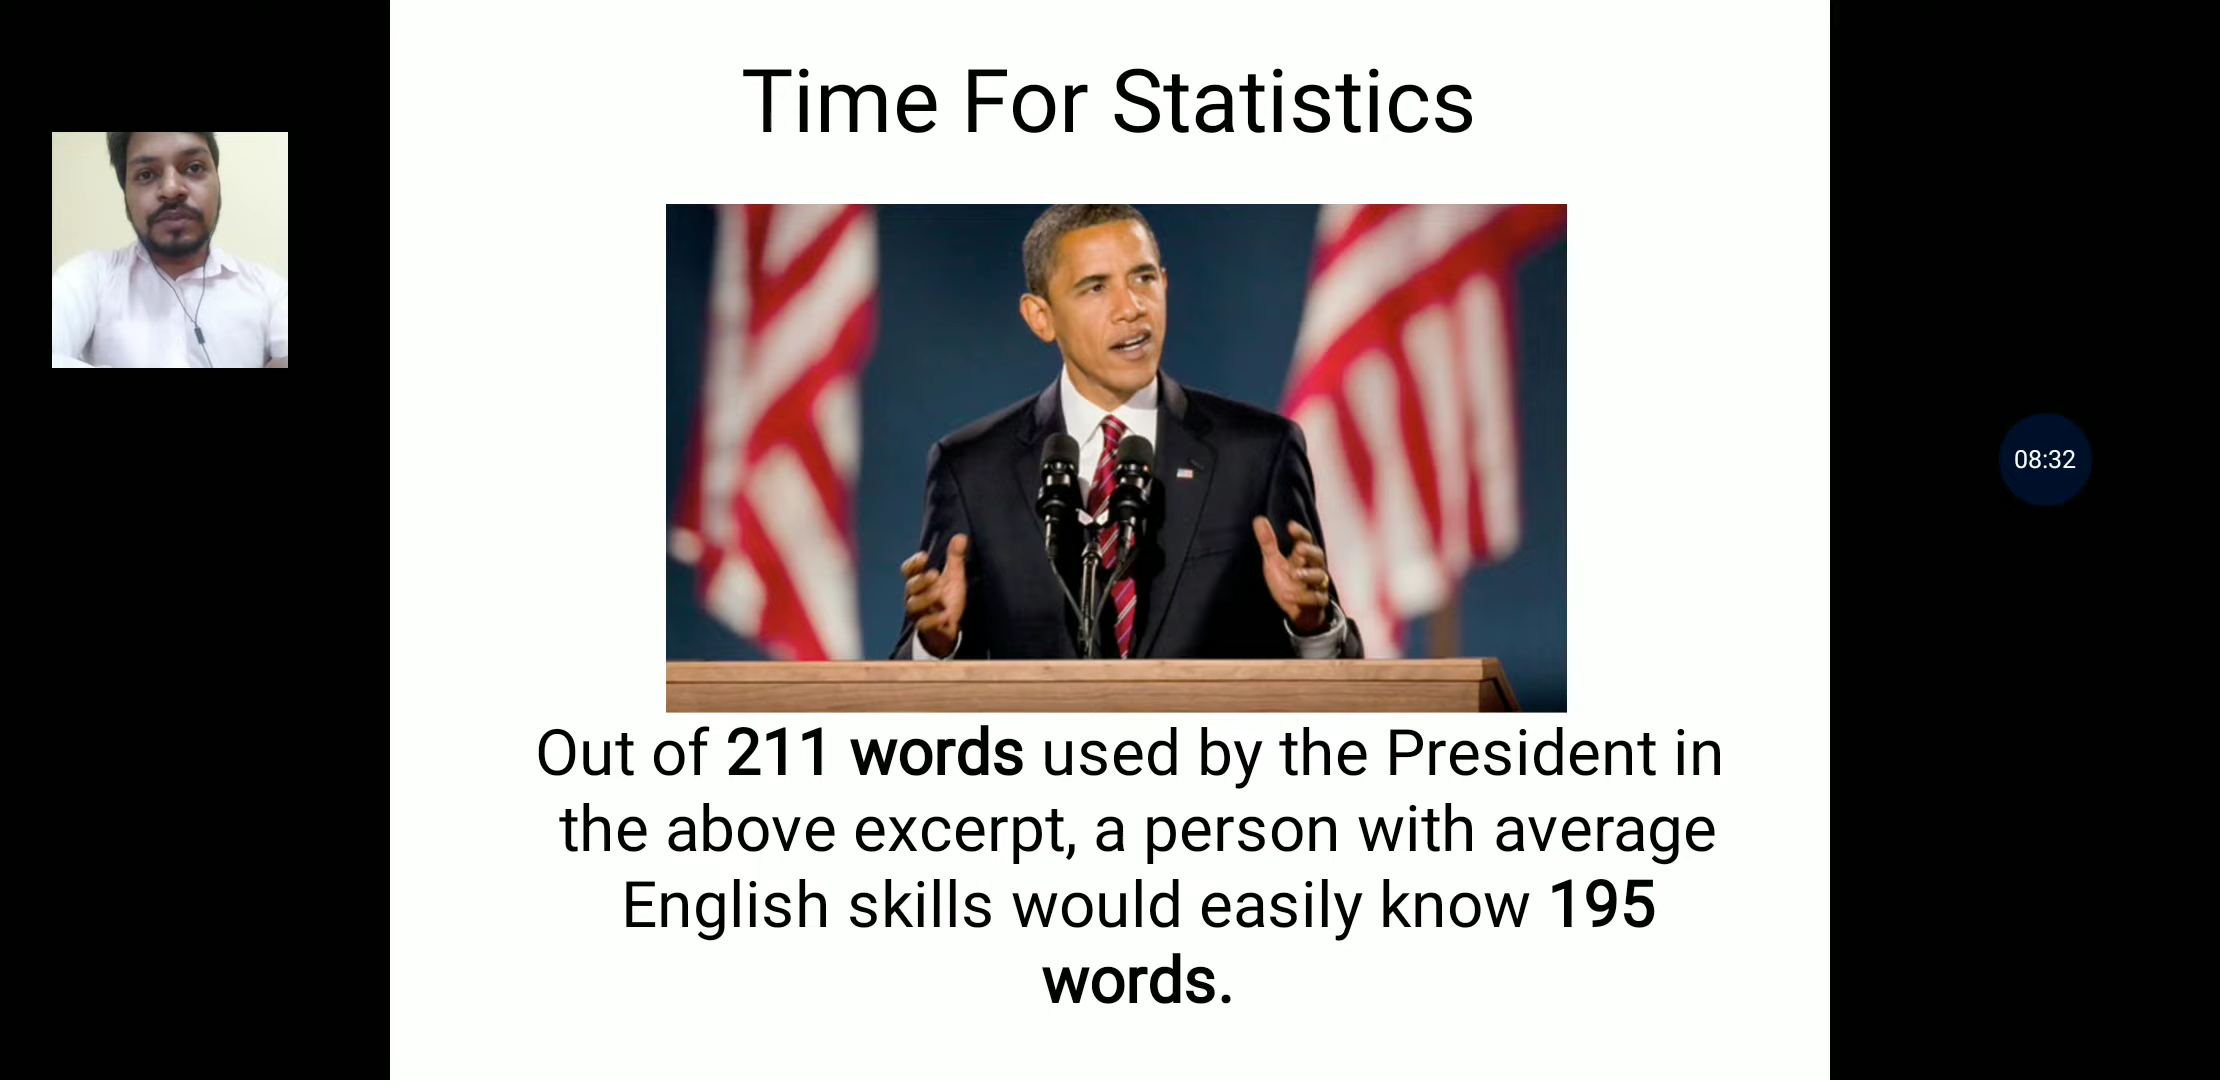 Time For Statistics
08:32
Out of 211 words used by the President in
the above excerpt, a person with average
English skills would easily know 195
words.